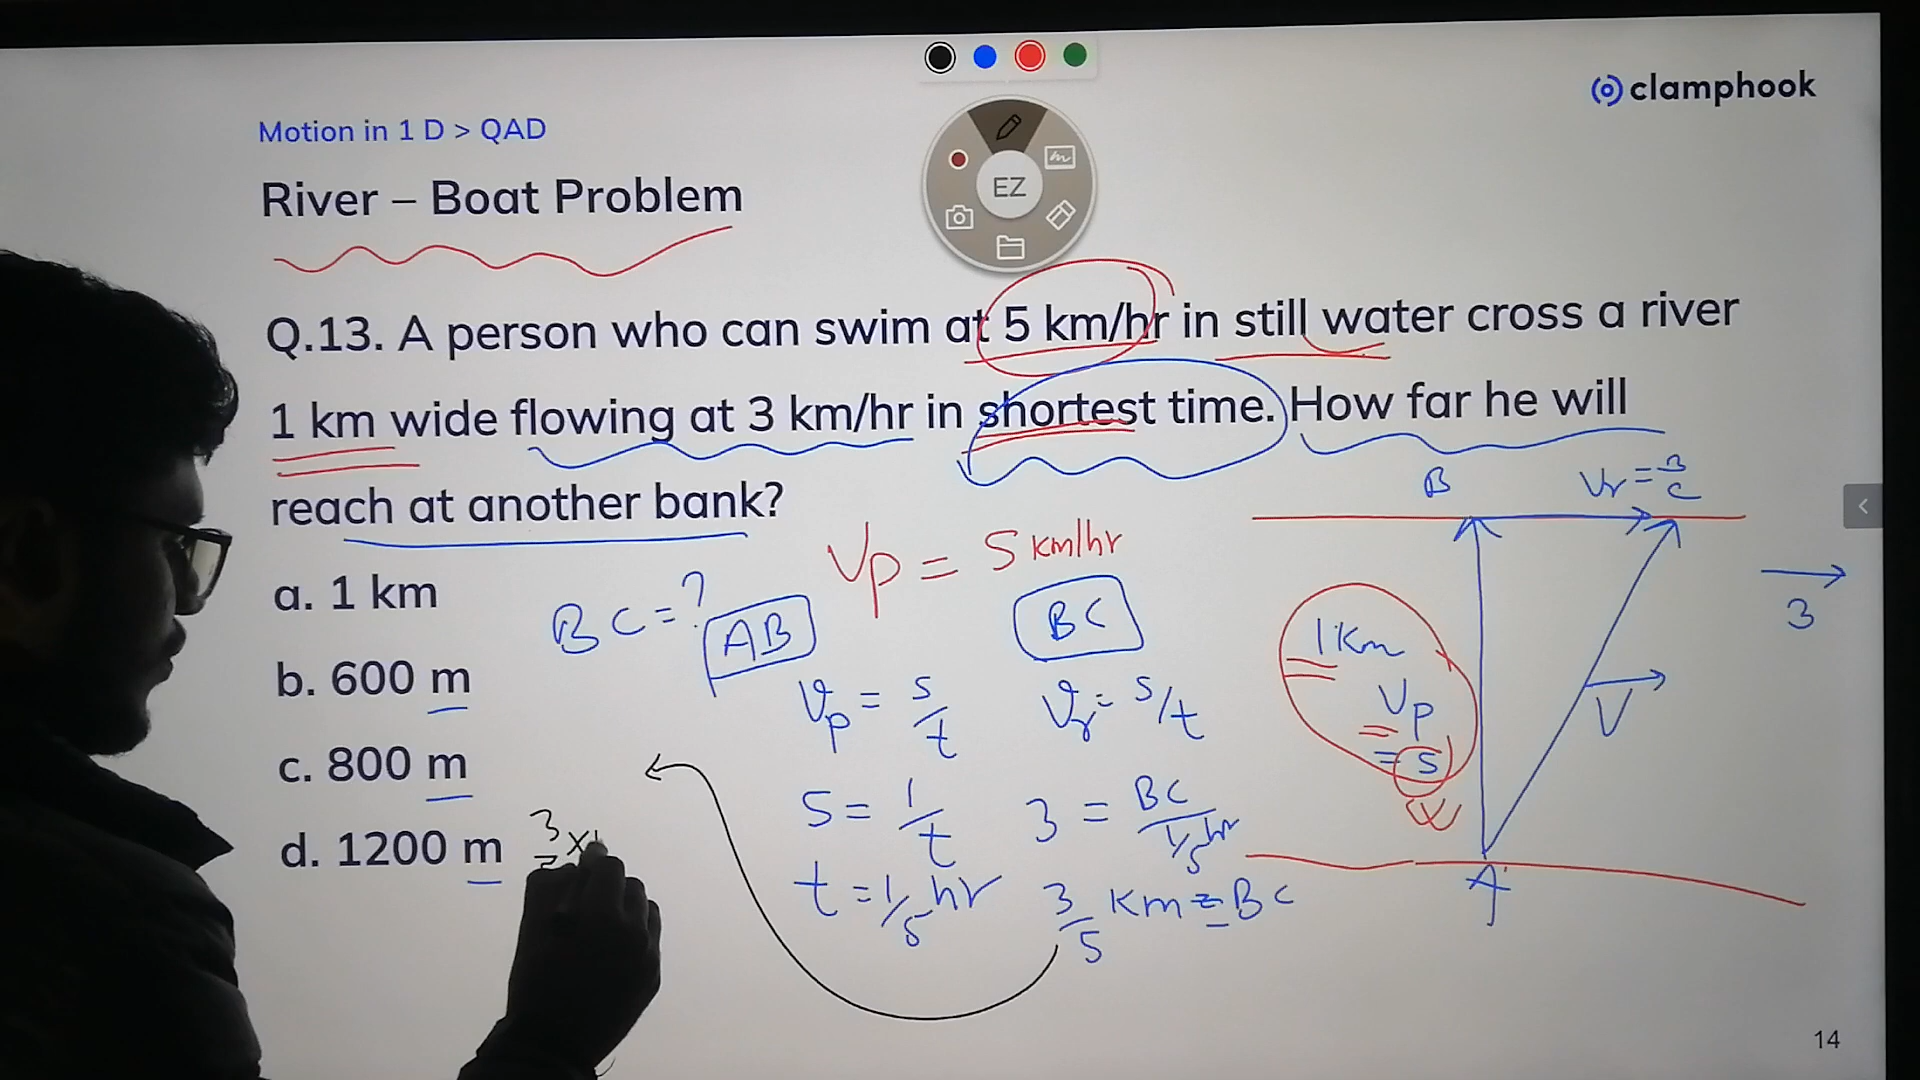 clamphook
Motion in 1 D > QAD
EZ
River – Boat Problem
Q.13. A person who can swim at 5 km/hr in still water cross a river
1 km wide flowing at 3 km/hr in shortest time. How far he will
reach at another bank?
a. 1 km
b. 600 m
c. 800 m
d. 1200 m
Vp = 5 km/hr
BC = ?
AB
Vp = s/t
5 = 1/t
t = 1/5 hr
BC
Vr = s/t
3 = BC / 1/5 hr
3/5 Km = BC
B
Vr = 3
C
1 Km
Vp
= 5
V
3
A
3
14